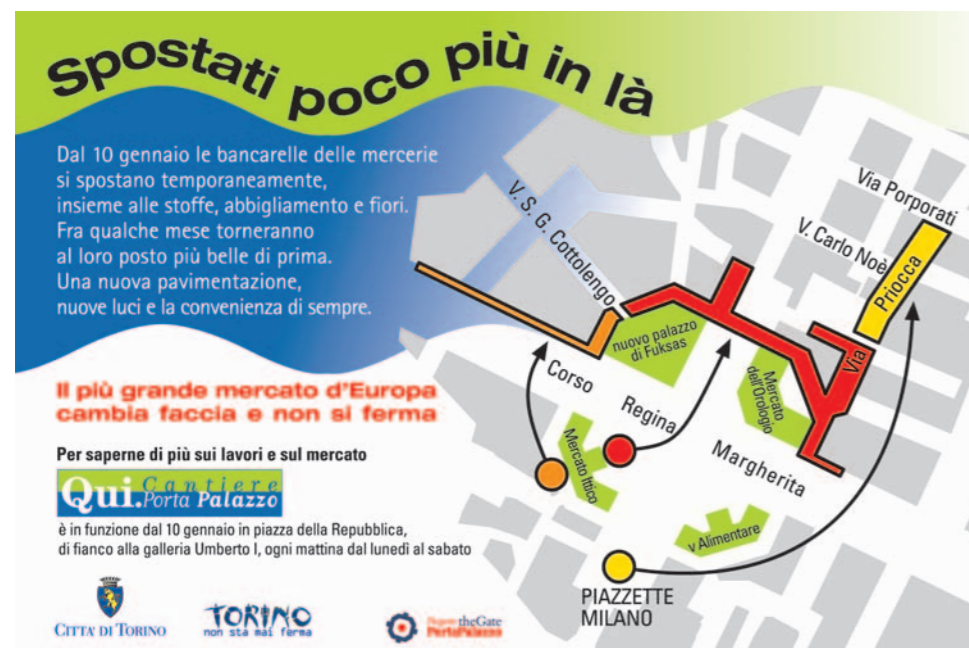 Spostati poco più in là
Dal 10 gennaio le bancarelle delle mercerie
si spostano temporaneamente,
insieme alle stoffe, abbigliamento e fiori.
Fra qualche mese torneranno
al loro posto più belle di prima.
Una nuova pavimentazione,
nuove luci e la convenienza di sempre.
Il più grande mercato d'Europa
cambia faccia e non si ferma
Per saperne di più sui lavori e sul mercato
Qui. Cantiere
Porta Palazzo
è in funzione dal 10 gennaio in piazza della Repubblica,
di fianco alla galleria Umberto I, ogni mattina dal lunedì al sabato
CITTA' DI TORINO
TORINO
non sta mai ferma
Progetto theGate
PortaPalazzo
V. S. G. Cottolengo
Via Porporati
V. Carlo Noè
Via Priocca
nuovo palazzo
di Fuksas
Mercato
dell'Orologio
Corso Regina Margherita
Mercato Ittico
v Alimentare
PIAZZETTE
MILANO